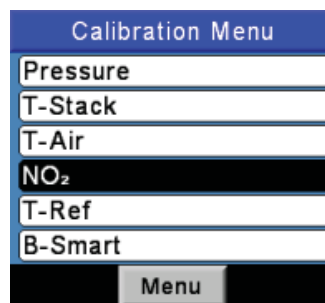 Calibration Menu
Pressure
T-Stack
T-Air
NO₂
T-Ref
B-Smart
Menu